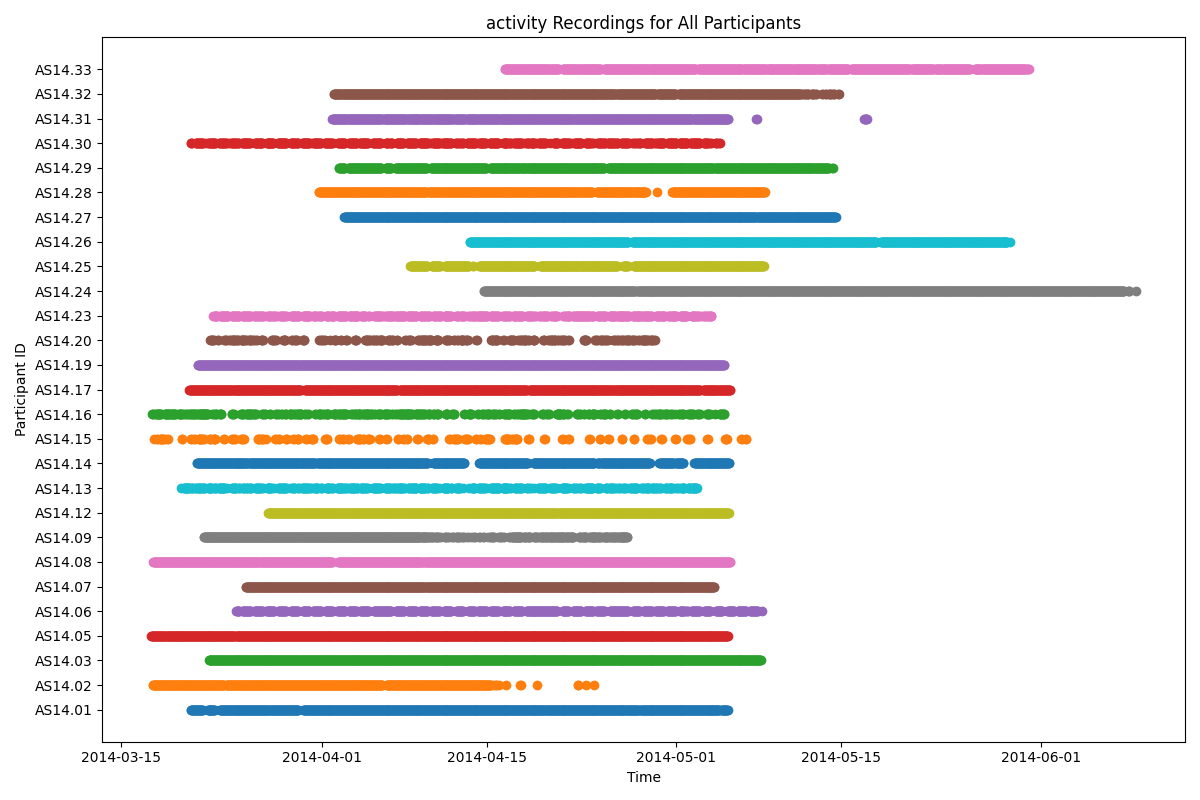 activity Recordings for All Participants
AS14.33
AS14.32
AS14.31
AS14.30
AS14.29
AS14.28
AS14.27
AS14.26
AS14.25
AS14.24
AS14.23
AS14.20
AS14.19
AS14.17
AS14.16
AS14.15
AS14.14
AS14.13
AS14.12
AS14.09
AS14.08
AS14.07
AS14.06
AS14.05
AS14.03
AS14.02
AS14.01
Participant ID
2014-03-15 2014-04-01 2014-04-15 2014-05-01 2014-05-15 2014-06-01
Time